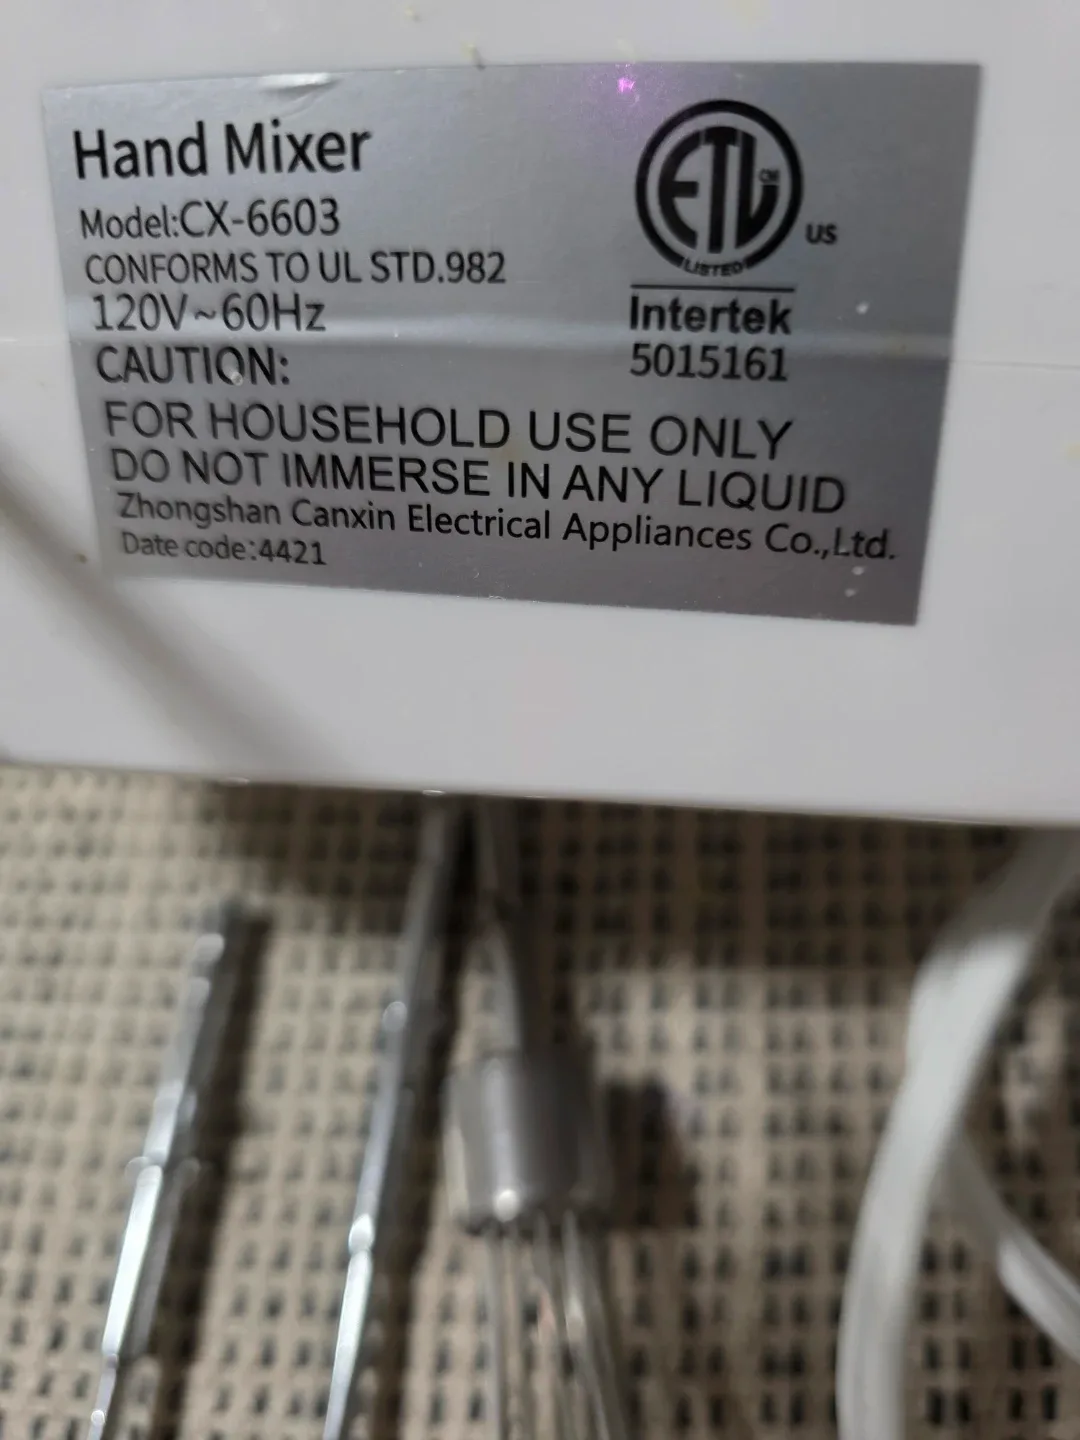 Hand Mixer
Model:CX-6603
CONFORMS TO UL STD.982
120V~60Hz
CAUTION:
FOR HOUSEHOLD USE ONLY
DO NOT IMMERSE IN ANY LIQUID
Zhongshan Canxin Electrical Appliances Co.,Ltd.
Date code:4421
ETL CM
LISTED
US
Intertek
5015161